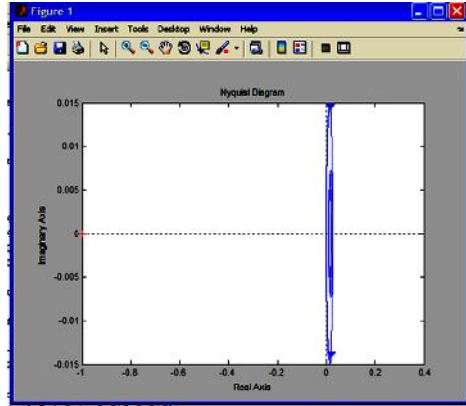 Figure 1
File Edit View Insert Tools Desktop Window Help
Nyquist Diagram
0.015
0.01
0.005
0
-0.005
-0.01
-0.015
Imaginary Axis
-1 -0.8 -0.6 -0.4 -0.2 0 0.2 0.4
Real Axis